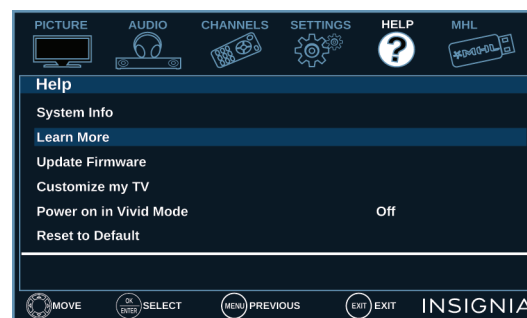 PICTURE AUDIO CHANNELS SETTINGS HELP MHL
Help
System Info
Learn More
Update Firmware
Customize my TV
Power on in Vivid Mode Off
Reset to Default
MOVE OK ENTER SELECT MENU PREVIOUS EXIT EXIT INSIGNIA